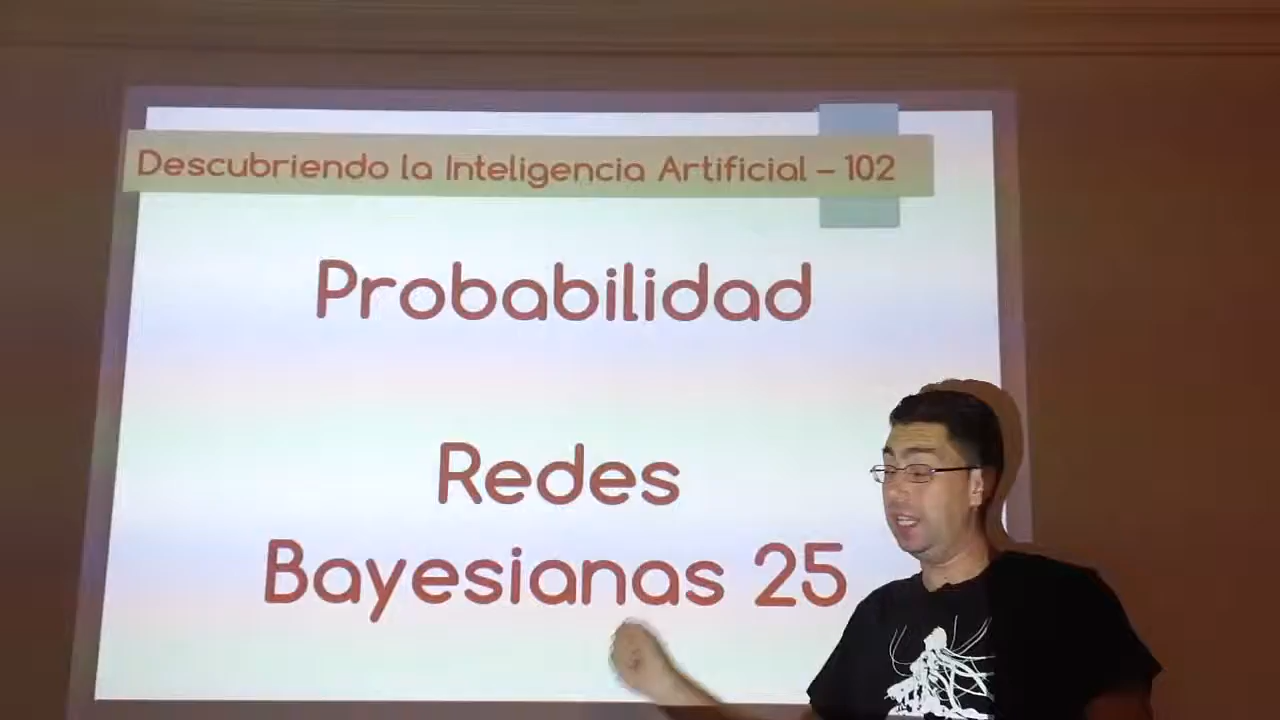 Descubriendo la Inteligencia Artificial – 102
Probabilidad
Redes
Bayesianas 25